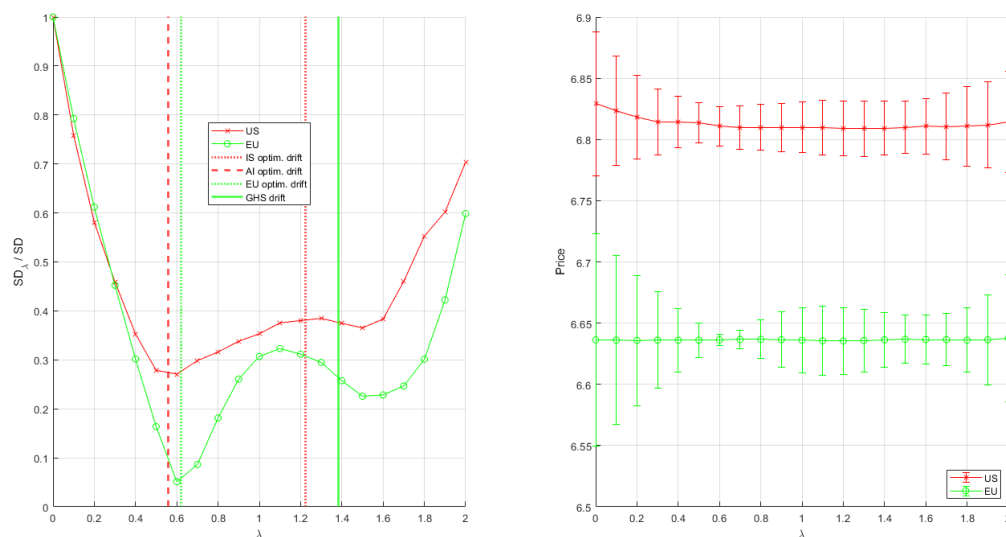 1
0.9
0.8
0.7
0.6
0.5
0.4
0.3
0.2
0.1
0
SDλ / SD
US
EU
IS optim. drift
AI optim. drift
EU optim. drift
GHS drift
0 0.2 0.4 0.6 0.8 1 1.2 1.4 1.6 1.8 2
λ
6.9
6.85
6.8
6.75
6.7
6.65
6.6
6.55
6.5
Price
US
EU
0 0.2 0.4 0.6 0.8 1 1.2 1.4 1.6 1.8 2
λ